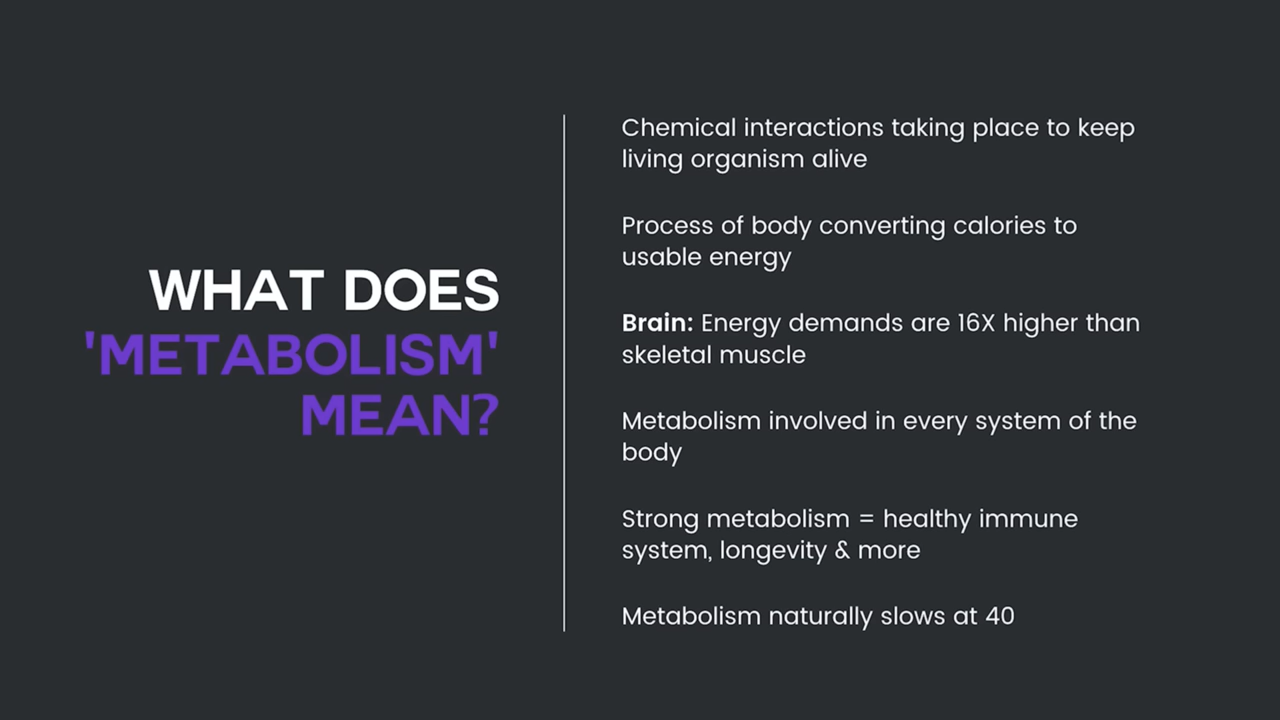 WHAT DOES
'METABOLISM'
MEAN?
Chemical interactions taking place to keep
living organism alive
Process of body converting calories to
usable energy
Brain: Energy demands are 16X higher than
skeletal muscle
Metabolism involved in every system of the
body
Strong metabolism = healthy immune
system, longevity & more
Metabolism naturally slows at 40